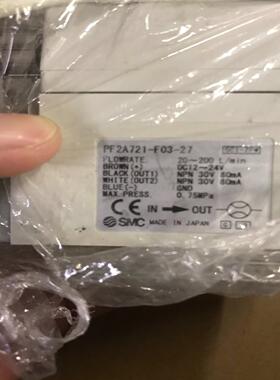 PF2A721-F03-27
FLOWRATE. 20~200 L/min
BROWN(+) DC12~24V
BLACK(OUT1) NPN 30V 80mA
WHITE(OUT2) NPN 30V 80mA
BLUE(-) GND
MAX.PRESS. 0.75MPa
IN → OUT
SMC MADE IN JAPAN